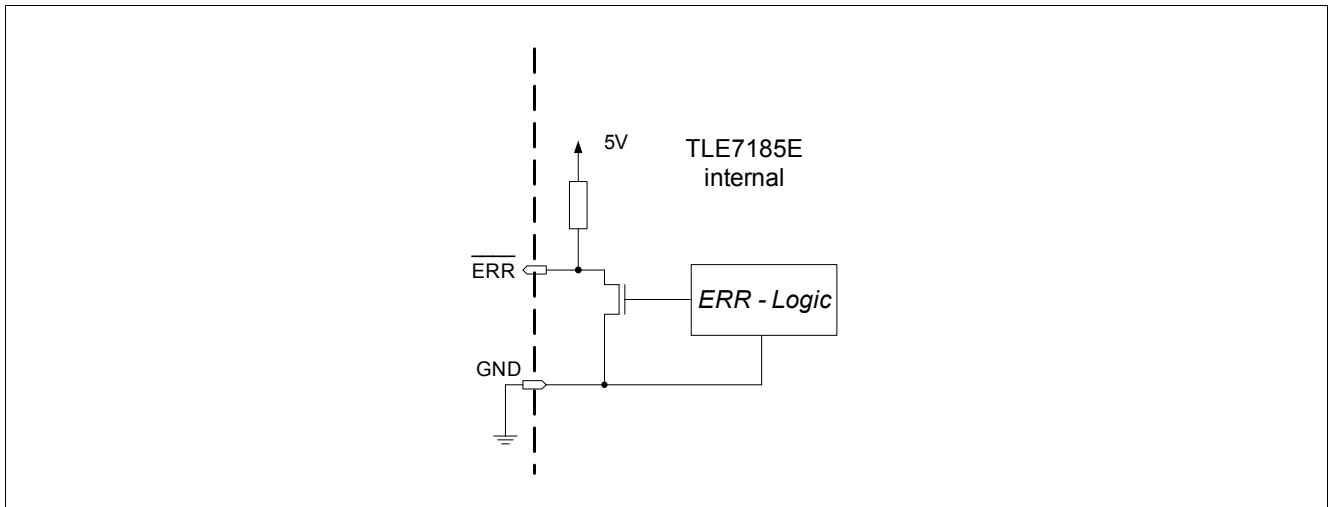 5V
TLE7185E
internal
ERR
ERR - Logic
GND